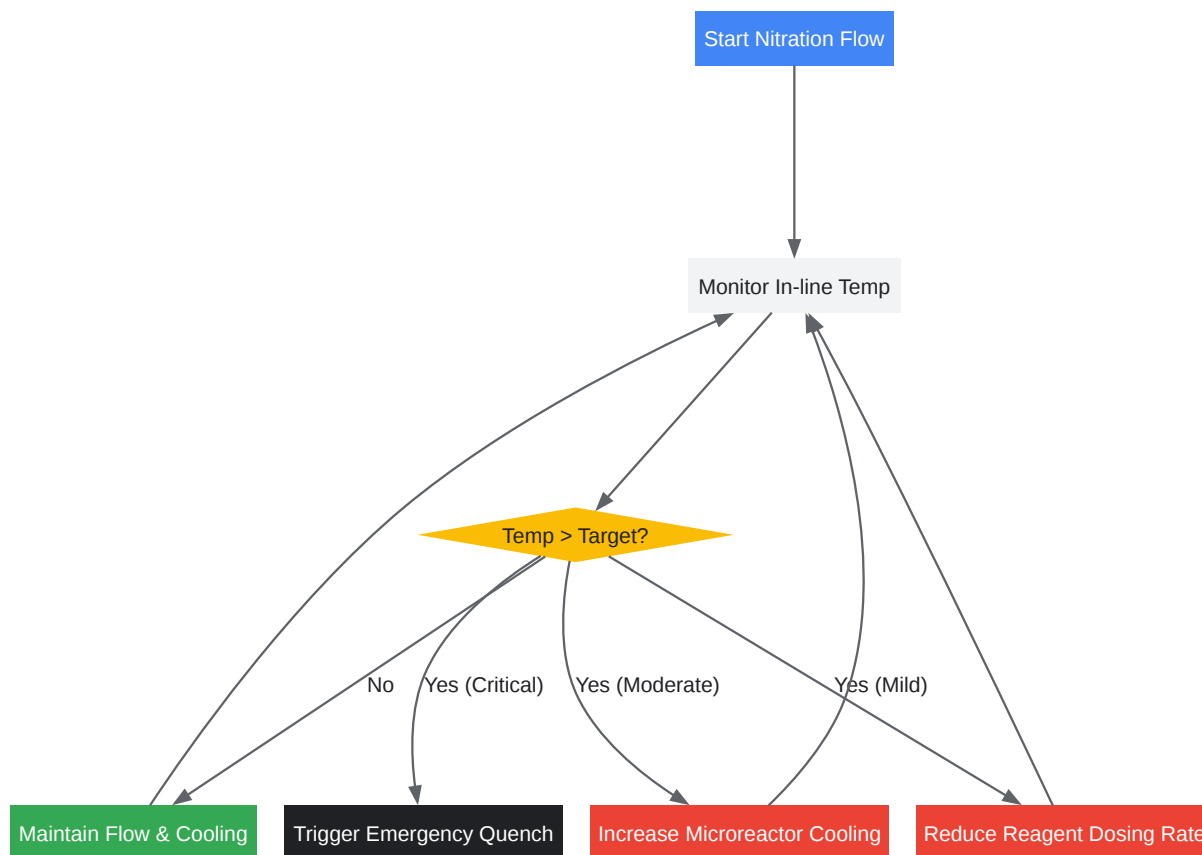 Start Nitration Flow
Monitor In-line Temp
Temp > Target?
No
Yes (Critical)
Yes (Moderate)
Yes (Mild)
Maintain Flow & Cooling
Trigger Emergency Quench
Increase Microreactor Cooling
Reduce Reagent Dosing Rate